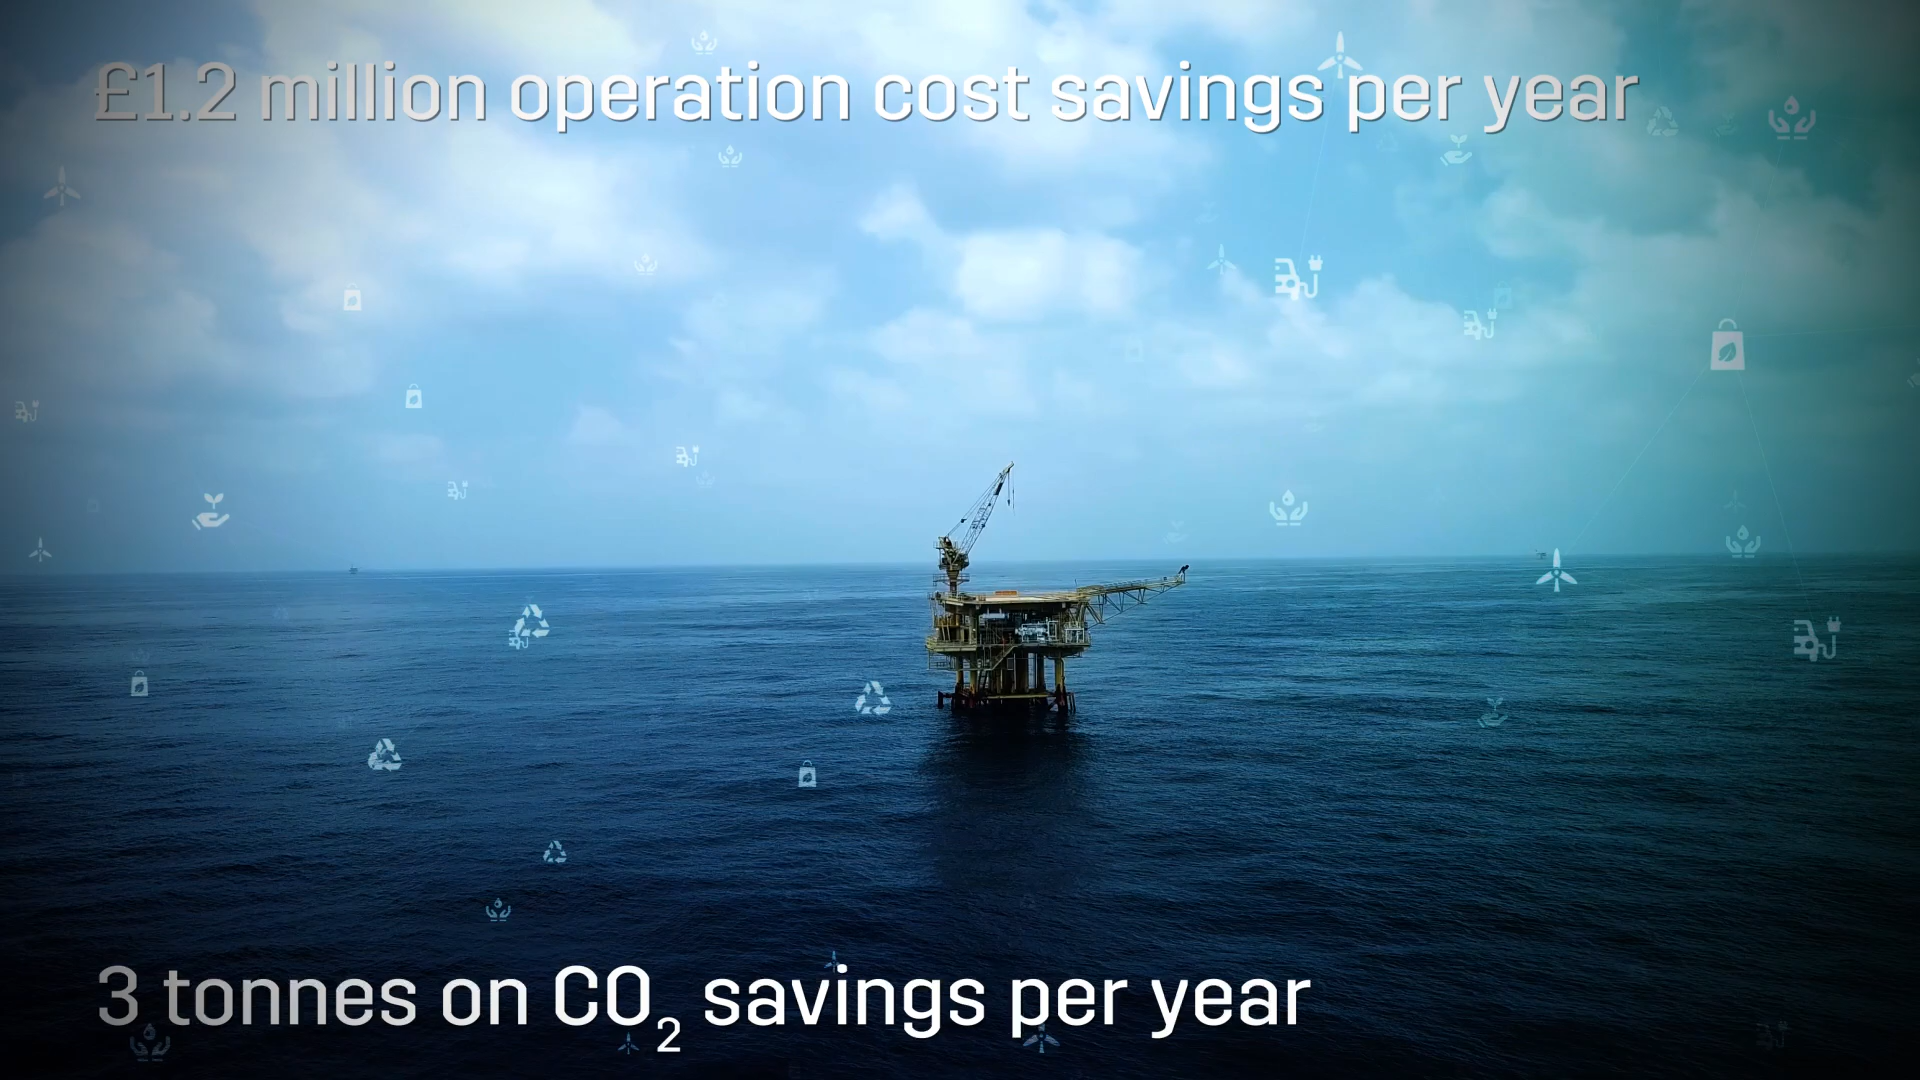 £1.2 million operation cost savings per year
3 tonnes on CO₂ savings per year